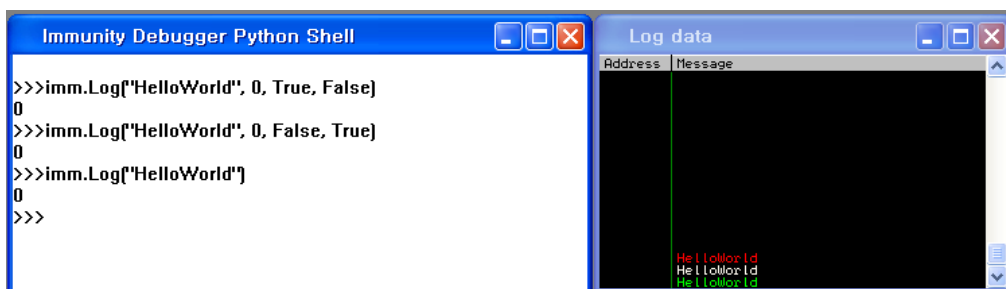 Immunity Debugger Python Shell
>>>imm.Log("HelloWorld", 0, True, False)
0
>>>imm.Log("HelloWorld", 0, False, True)
0
>>>imm.Log("HelloWorld")
0
>>>
Log data
Address Message
HelloWorld
HelloWorld
HelloWorld